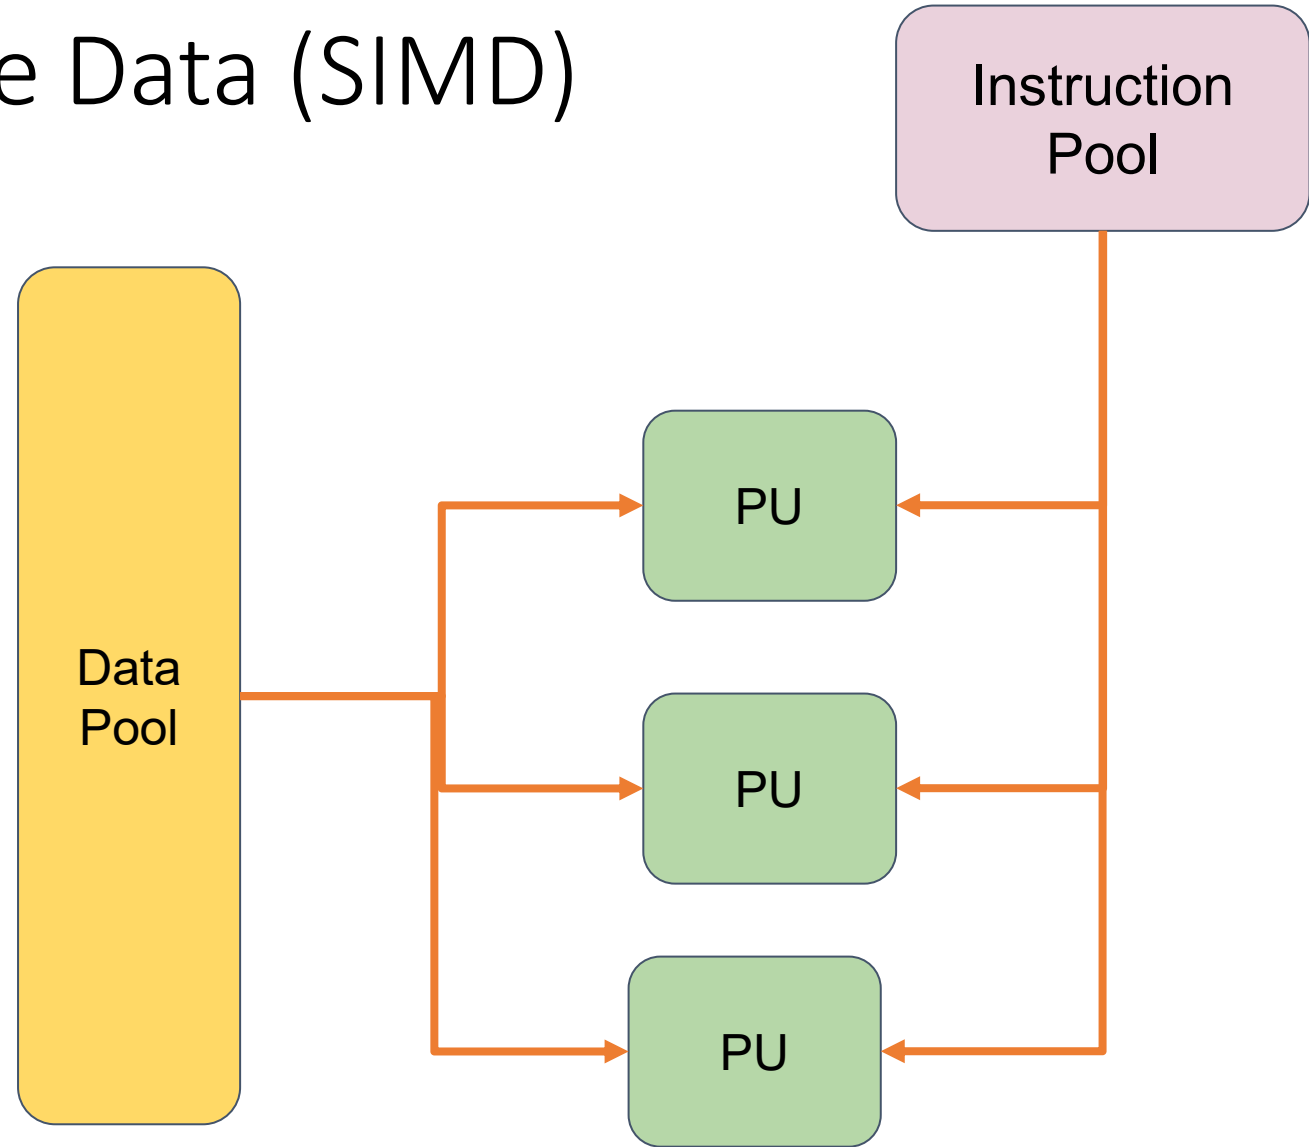 e Data (SIMD)
Instruction
Pool
PU
Data
Pool
PU
PU